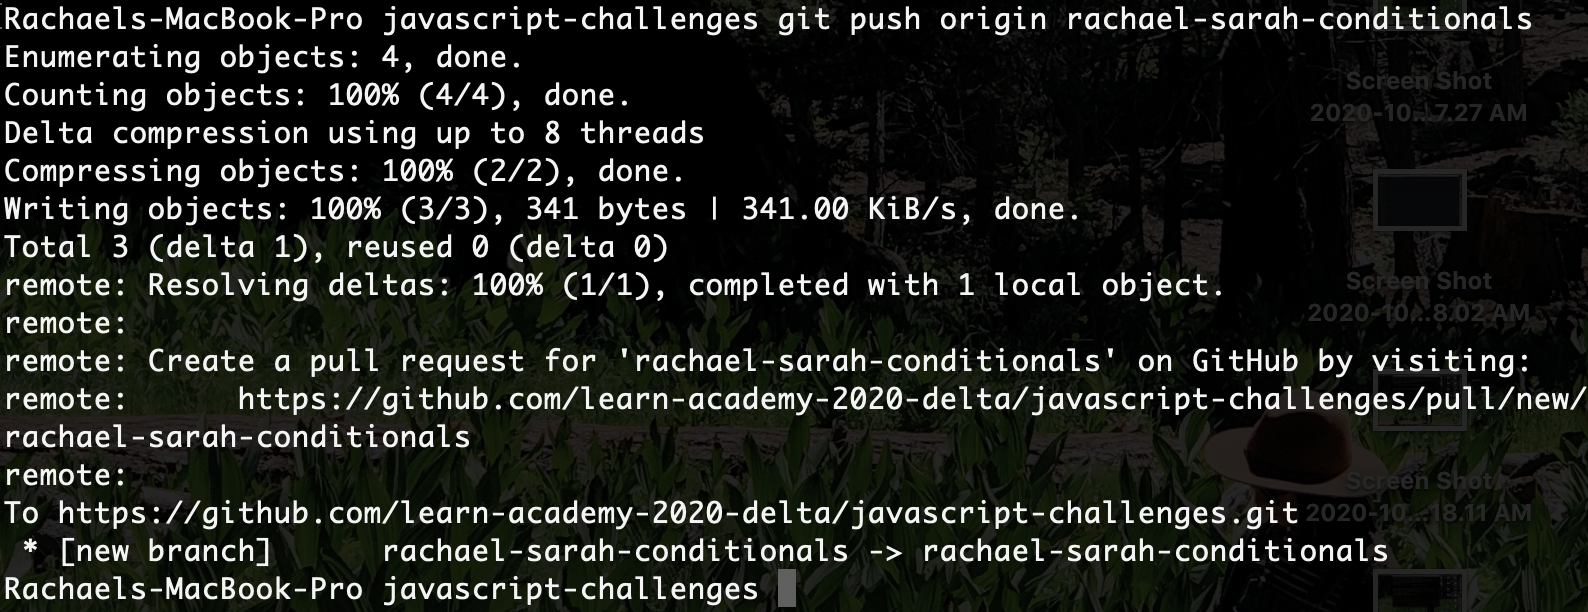 Rachaels-MacBook-Pro javascript-challenges git push origin rachael-sarah-conditionals
Enumerating objects: 4, done.
Counting objects: 100% (4/4), done.
Delta compression using up to 8 threads
Compressing objects: 100% (2/2), done.
Writing objects: 100% (3/3), 341 bytes | 341.00 KiB/s, done.
Total 3 (delta 1), reused 0 (delta 0)
remote: Resolving deltas: 100% (1/1), completed with 1 local object.
remote:
remote: Create a pull request for 'rachael-sarah-conditionals' on GitHub by visiting:
remote:      https://github.com/learn-academy-2020-delta/javascript-challenges/pull/new/
rachael-sarah-conditionals
remote:
To https://github.com/learn-academy-2020-delta/javascript-challenges.git
 * [new branch]      rachael-sarah-conditionals -> rachael-sarah-conditionals
Rachaels-MacBook-Pro javascript-challenges
Screen Shot
2020-10...7.27 AM
Screen Shot
2020-10...8.02 AM
Screen Shot
2020-10...18.11 AM